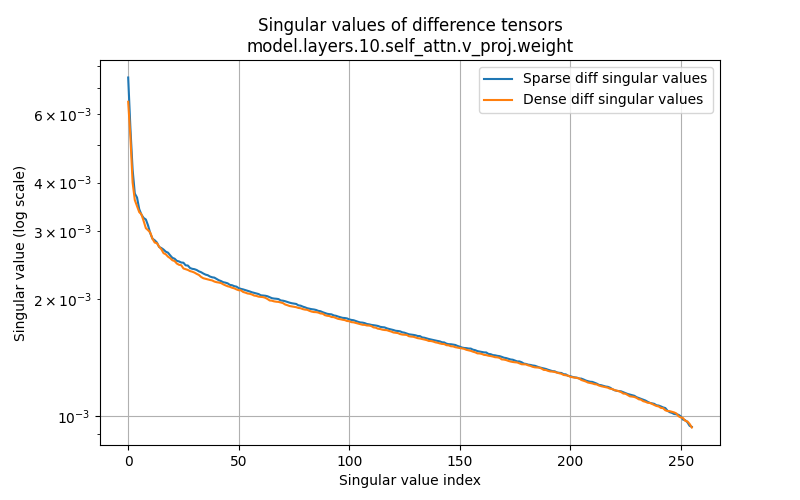 Singular values of difference tensors
model.layers.10.self_attn.v_proj.weight
Sparse diff singular values
Dense diff singular values
6 × 10⁻³
4 × 10⁻³
3 × 10⁻³
2 × 10⁻³
10⁻³
Singular value (log scale)
0 50 100 150 200 250
Singular value index